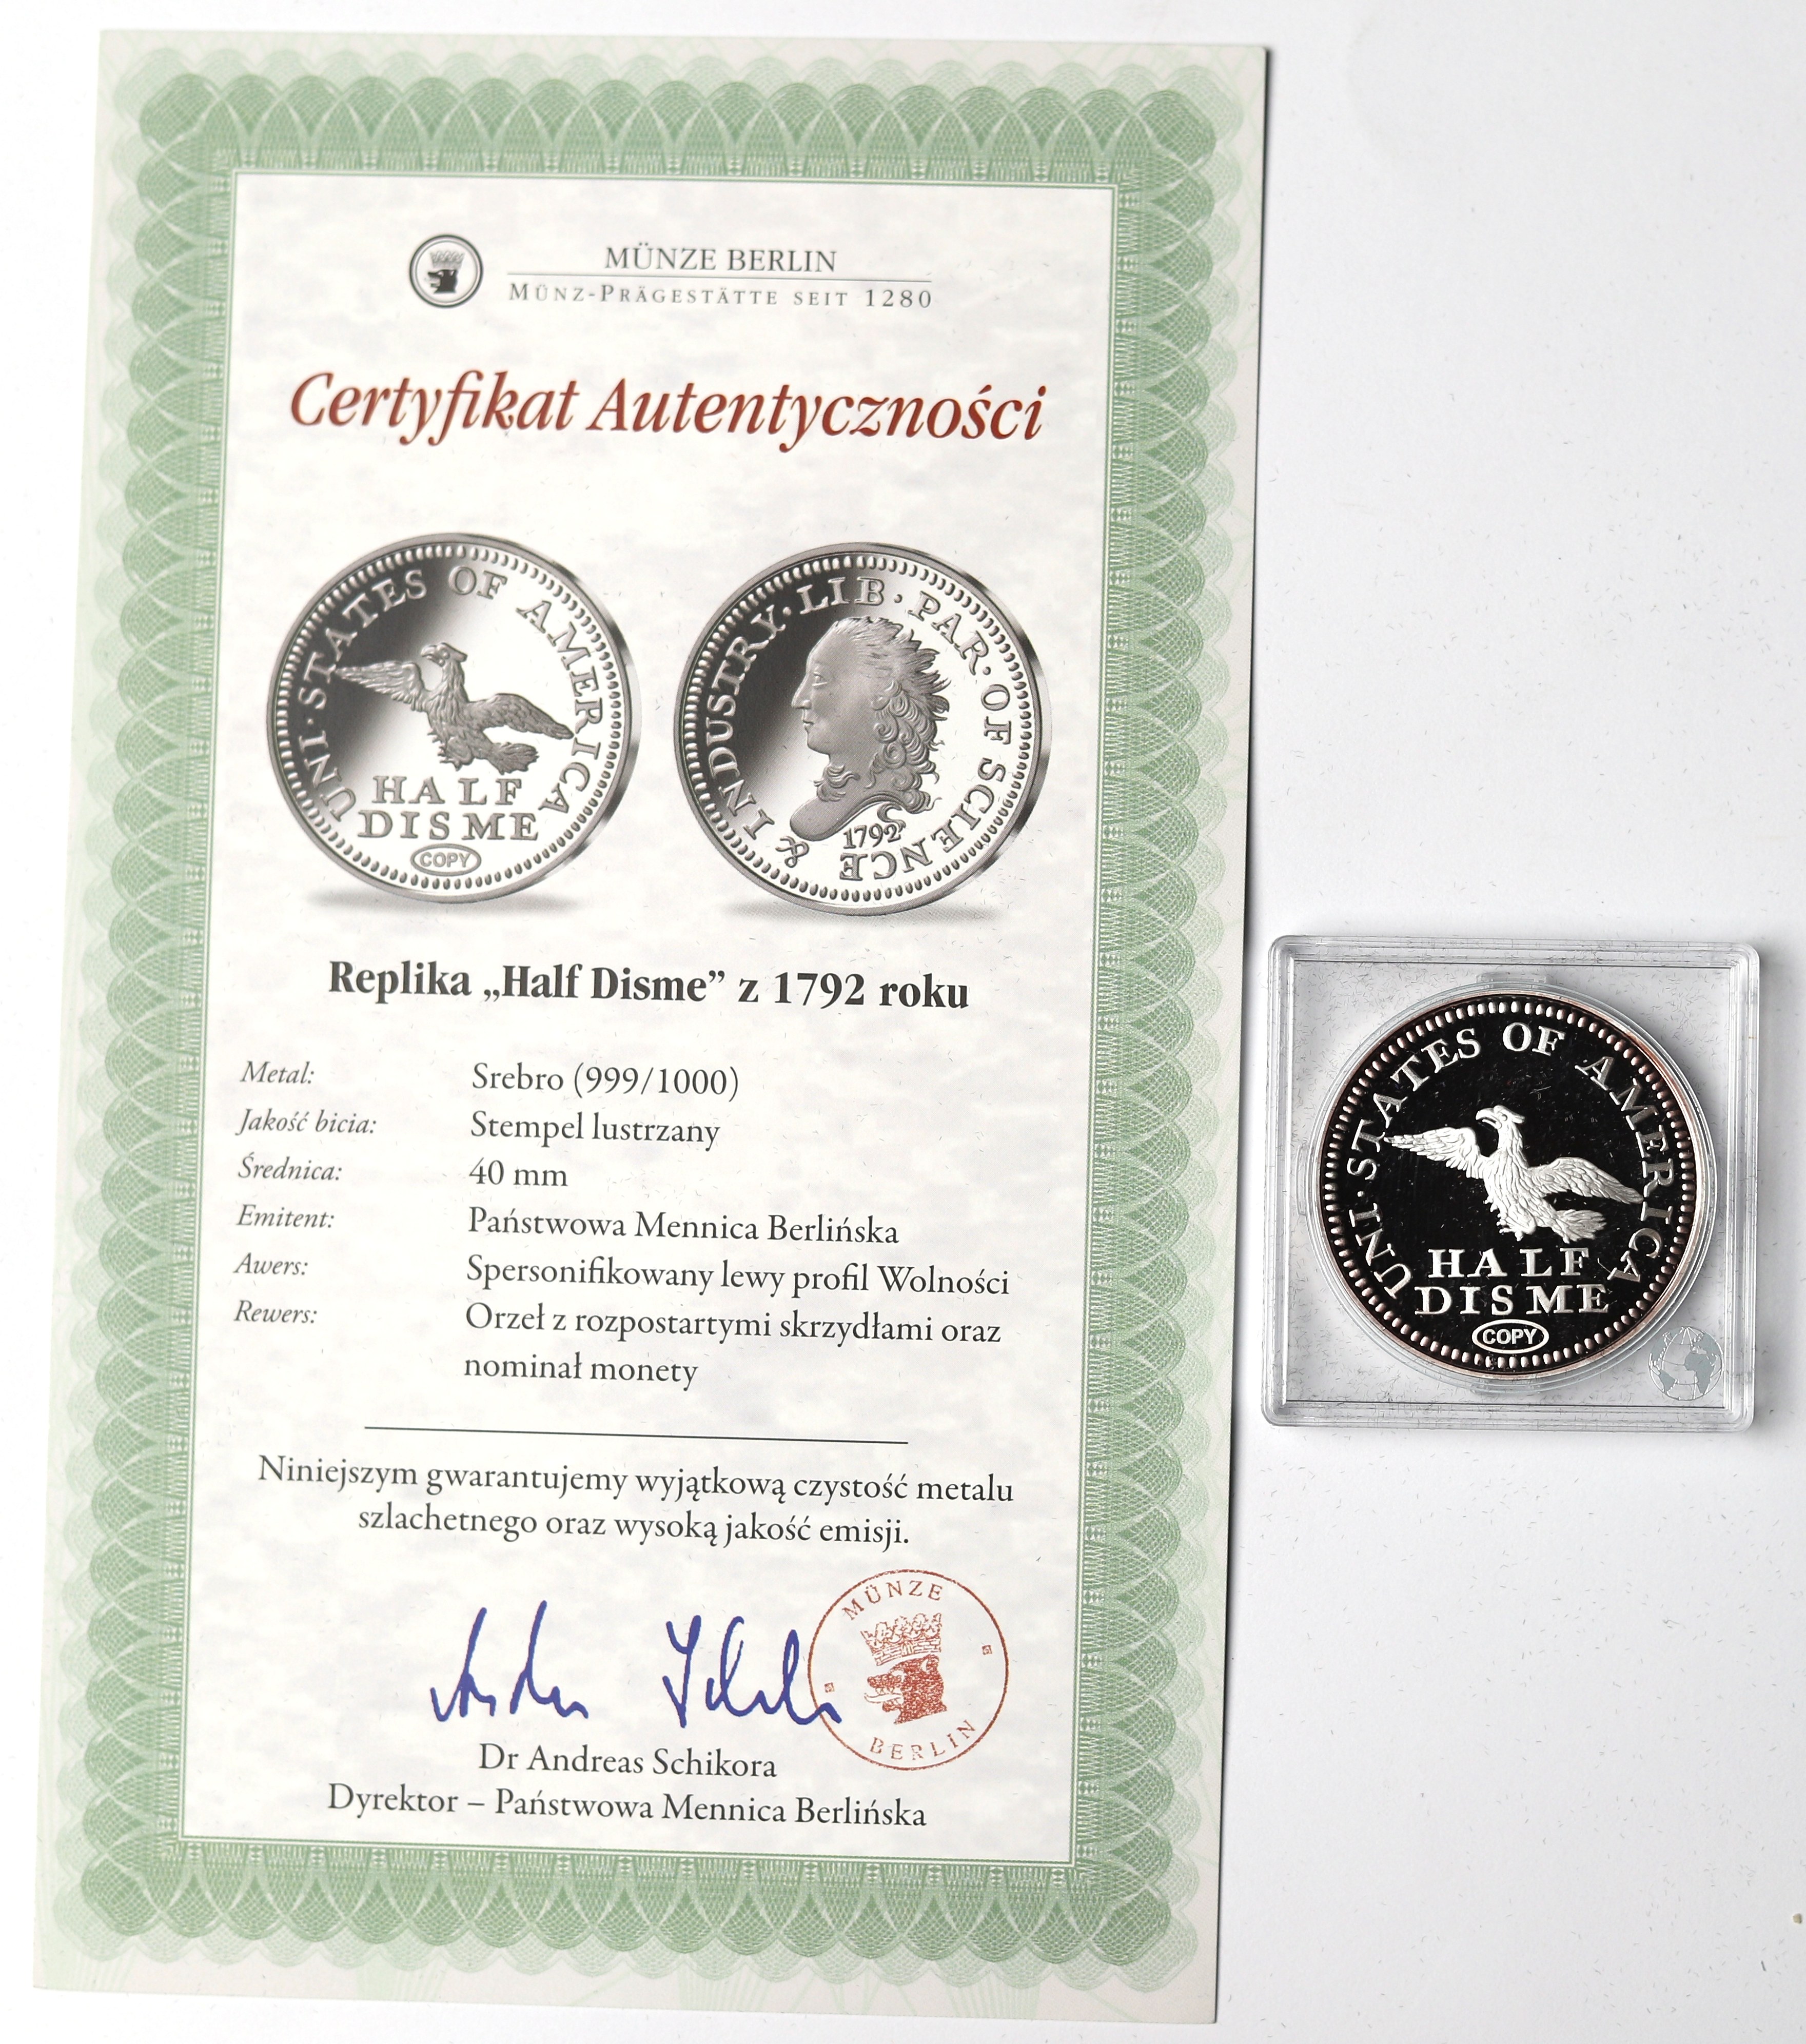 MÜNZE BERLIN
MÜNZ-PRÄGESTÄTTE SEIT 1280
Certyfikat Autentyczności
UNI·STATES OF AMERICA
HALF
DISME
COPY
& INDUSTRY·LIB·PAR·OF SCIENCE
1792
Replika „Half Disme” z 1792 roku
Metal: Srebro (999/1000)
Jakość bicia: Stempel lustrzany
Średnica: 40 mm
Emitent: Państwowa Mennica Berlińska
Awers: Spersonifikowany lewy profil Wolności
Rewers: Orzeł z rozpostartymi skrzydłami oraz
nominał monety
Niniejszym gwarantujemy wyjątkową czystość metalu
szlachetnego oraz wysoką jakość emisji.
MÜNZE
BERLIN
Dr Andreas Schikora
Dyrektor – Państwowa Mennica Berlińska
UNI·STATES OF AMERICA
HALF
DISME
COPY